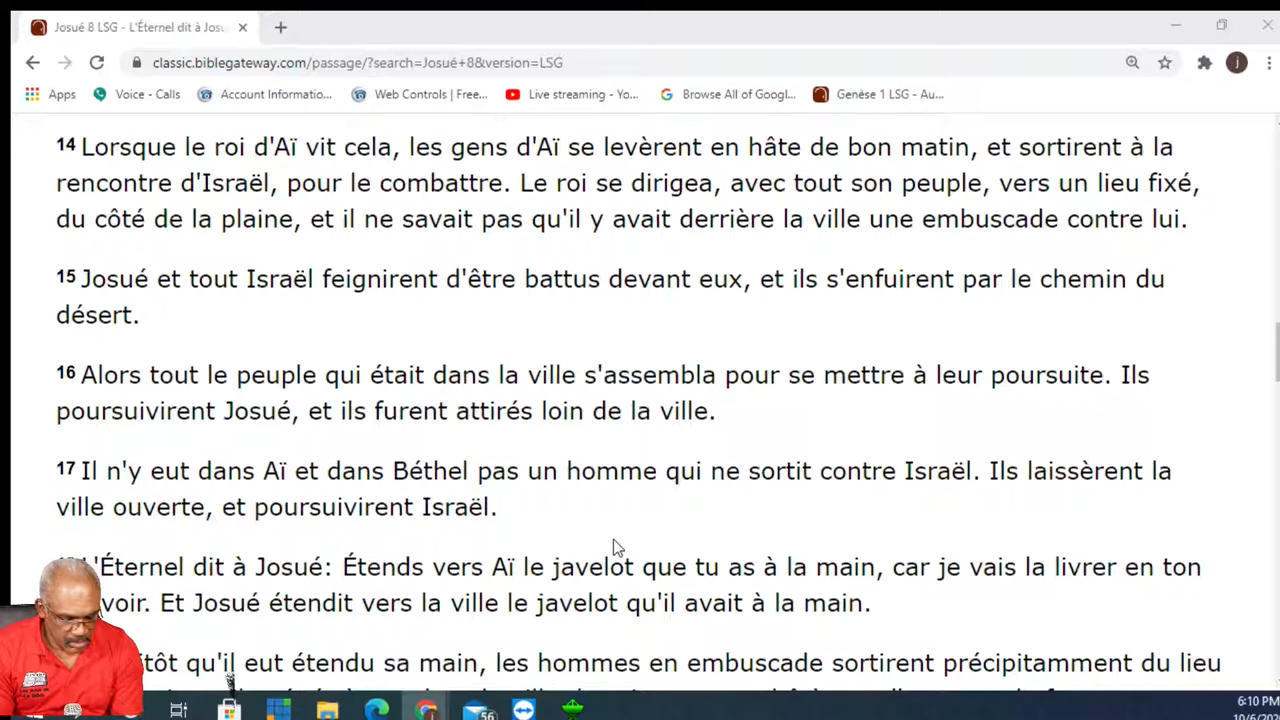 Josué 8 LSG - L'Éternel dit à Josu
classic.biblegateway.com/passage/?search=Josué+8&version=LSG
j
Apps Voice - Calls Account Informatio... Web Controls | Free... Live streaming - Yo... Browse All of Googl... Genèse 1 LSG - Au...
14 Lorsque le roi d'Aï vit cela, les gens d'Aï se levèrent en hâte de bon matin, et sortirent à la
rencontre d'Israël, pour le combattre. Le roi se dirigea, avec tout son peuple, vers un lieu fixé,
du côté de la plaine, et il ne savait pas qu'il y avait derrière la ville une embuscade contre lui.
15 Josué et tout Israël feignirent d'être battus devant eux, et ils s'enfuirent par le chemin du
désert.
16 Alors tout le peuple qui était dans la ville s'assembla pour se mettre à leur poursuite. Ils
poursuivirent Josué, et ils furent attirés loin de la ville.
17 Il n'y eut dans Aï et dans Béthel pas un homme qui ne sortit contre Israël. Ils laissèrent la
ville ouverte, et poursuivirent Israël.
L'Éternel dit à Josué: Étends vers Aï le javelot que tu as à la main, car je vais la livrer en ton
voir. Et Josué étendit vers la ville le javelot qu'il avait à la main.
tôt qu'il eut étendu sa main, les hommes en embuscade sortirent précipitamment du lieu
56
6:10 PM